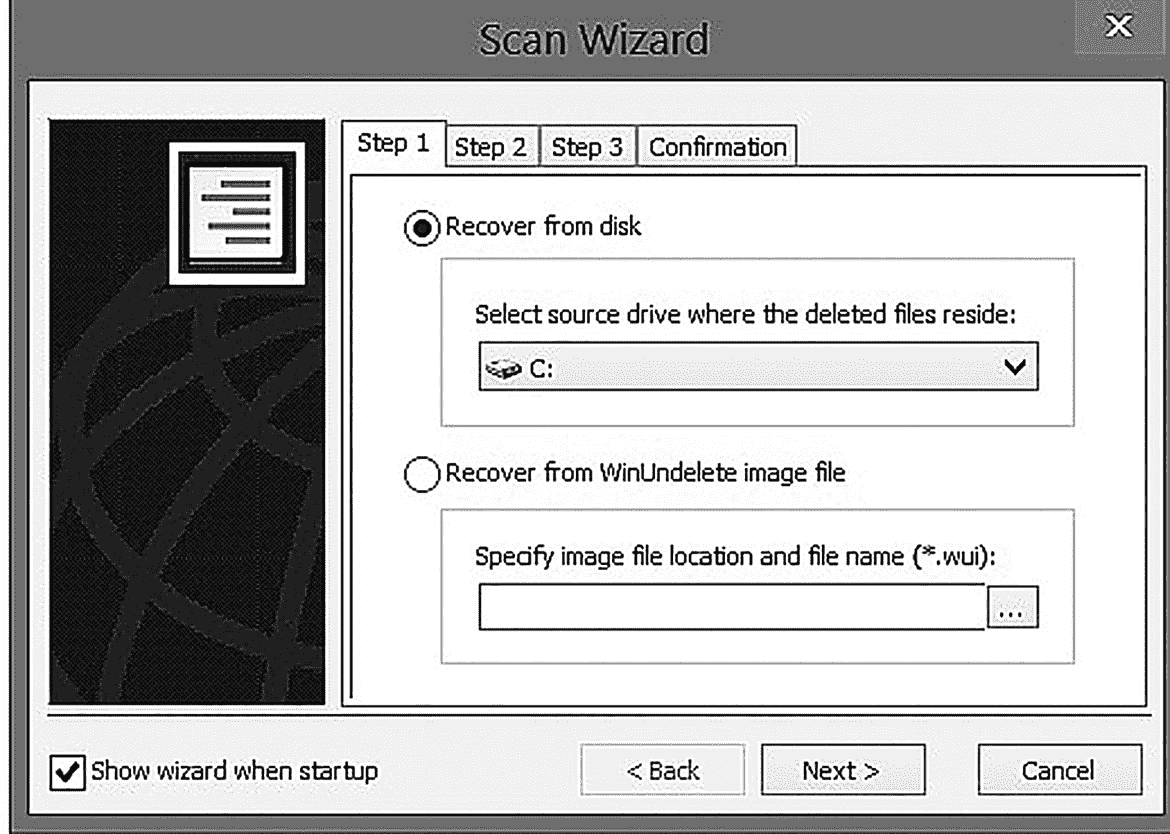 Scan Wizard
Step 1
Step 2
Step 3
Confirmation
Recover from disk
Select source drive where the deleted files reside:
C:
Recover from WinUndelete image file
Specify image file location and file name (*.wui):
...
Show wizard when startup
< Back
Next >
Cancel